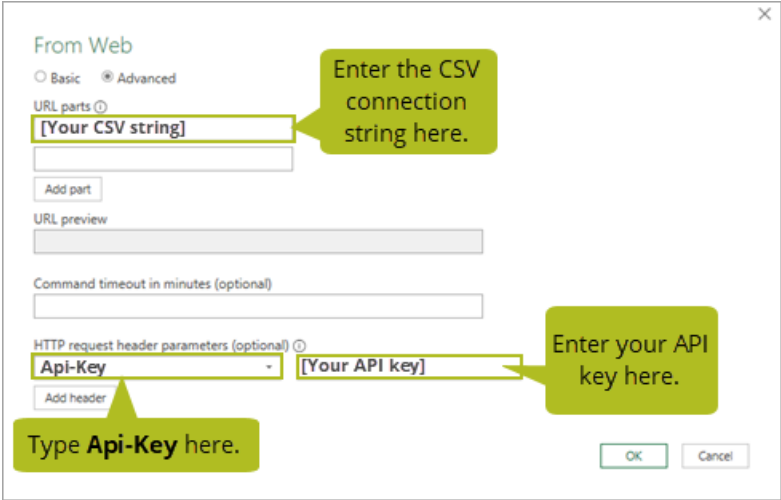 From Web
Basic Advanced
URL parts
[Your CSV string]
Enter the CSV
connection
string here.
Add part
URL preview
Command timeout in minutes (optional)
HTTP request header parameters (optional)
Api-Key
[Your API key]
Enter your API
key here.
Add header
Type Api-Key here.
OK Cancel